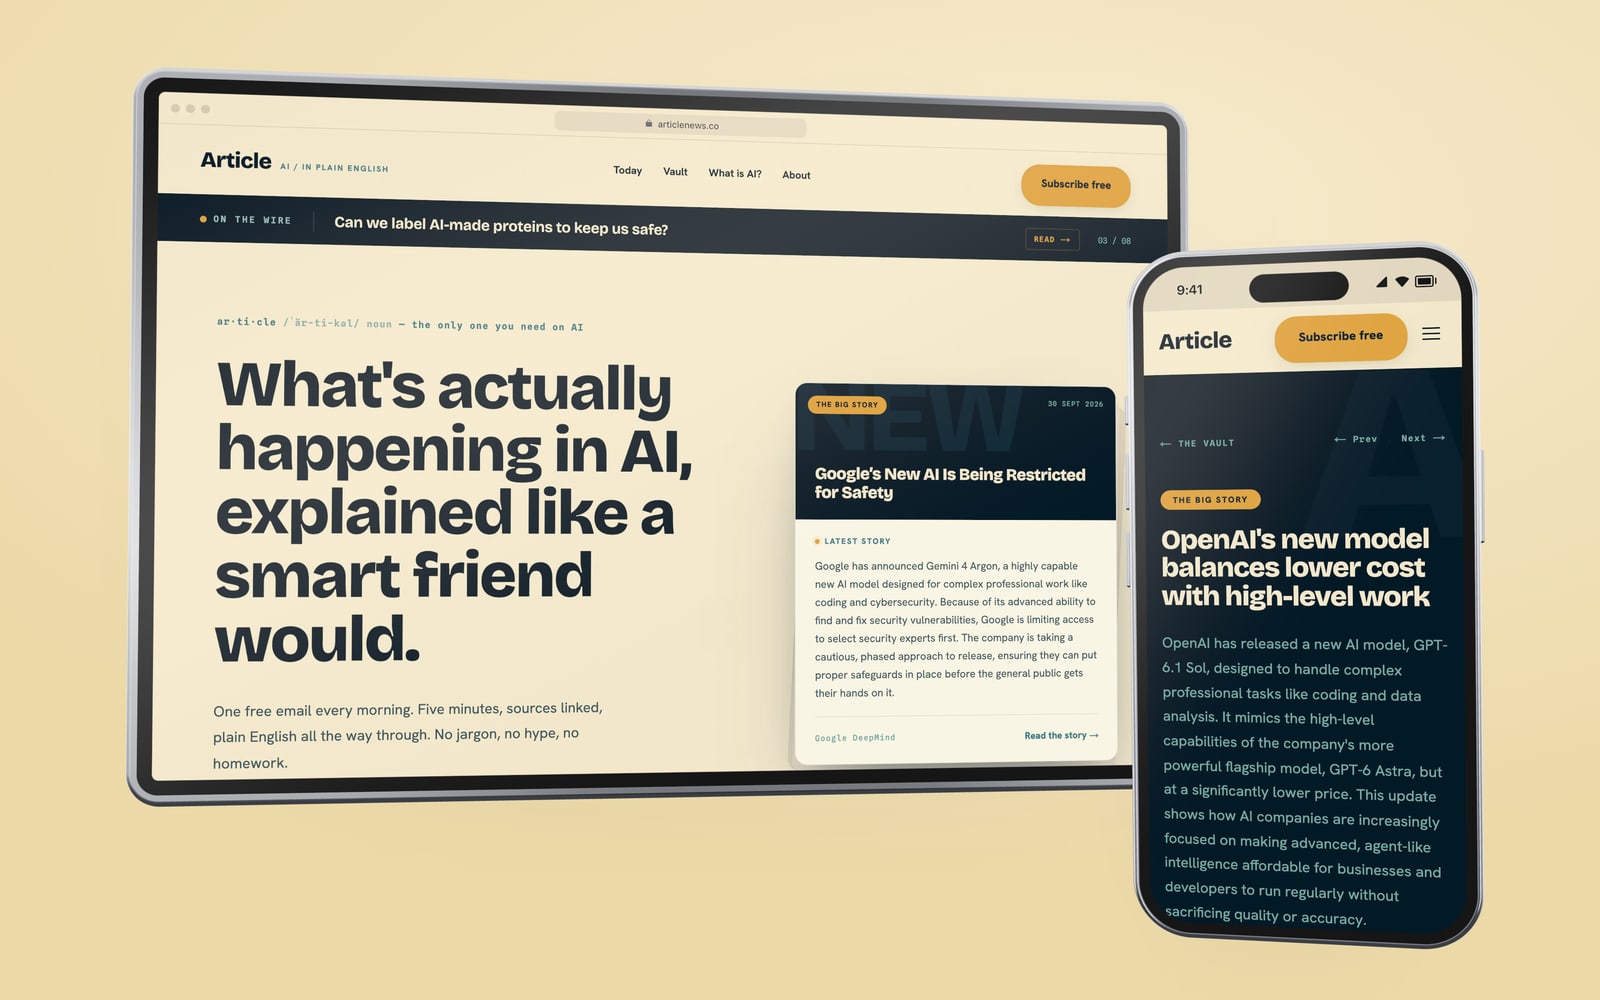 articlenews.co
Article AI / IN PLAIN ENGLISH
Today Vault What is AI? About
Subscribe free
ON THE WIRE
Can we label AI-made proteins to keep us safe?
READ →
03 / 08
ar·ti·cle /ˈär-ti-kəl/ noun — the only one you need on AI
What's actually
happening in AI,
explained like a
smart friend
would.
One free email every morning. Five minutes, sources linked,
plain English all the way through. No jargon, no hype, no
homework.
NEW
THE BIG STORY
30 SEPT 2026
Google's New AI Is Being Restricted
for Safety
LATEST STORY
Google has announced Gemini 4 Argon, a highly capable
new AI model designed for complex professional work like
coding and cybersecurity. Because of its advanced ability to
find and fix security vulnerabilities, Google is limiting access
to select security experts first. The company is taking a
cautious, phased approach to release, ensuring they can put
proper safeguards in place before the general public gets
their hands on it.
Google DeepMind
Read the story →
9:41
Article
Subscribe free
A
← THE VAULT
← Prev · Next →
THE BIG STORY
OpenAI's new model
balances lower cost
with high-level work
OpenAI has released a new AI model, GPT-
6.1 Sol, designed to handle complex
professional tasks like coding and data
analysis. It mimics the high-level
capabilities of the company's more
powerful flagship model, GPT-6 Astra, but
at a significantly lower price. This update
shows how AI companies are increasingly
focused on making advanced, agent-like
intelligence affordable for businesses and
developers to run regularly without
sacrificing quality or accuracy.